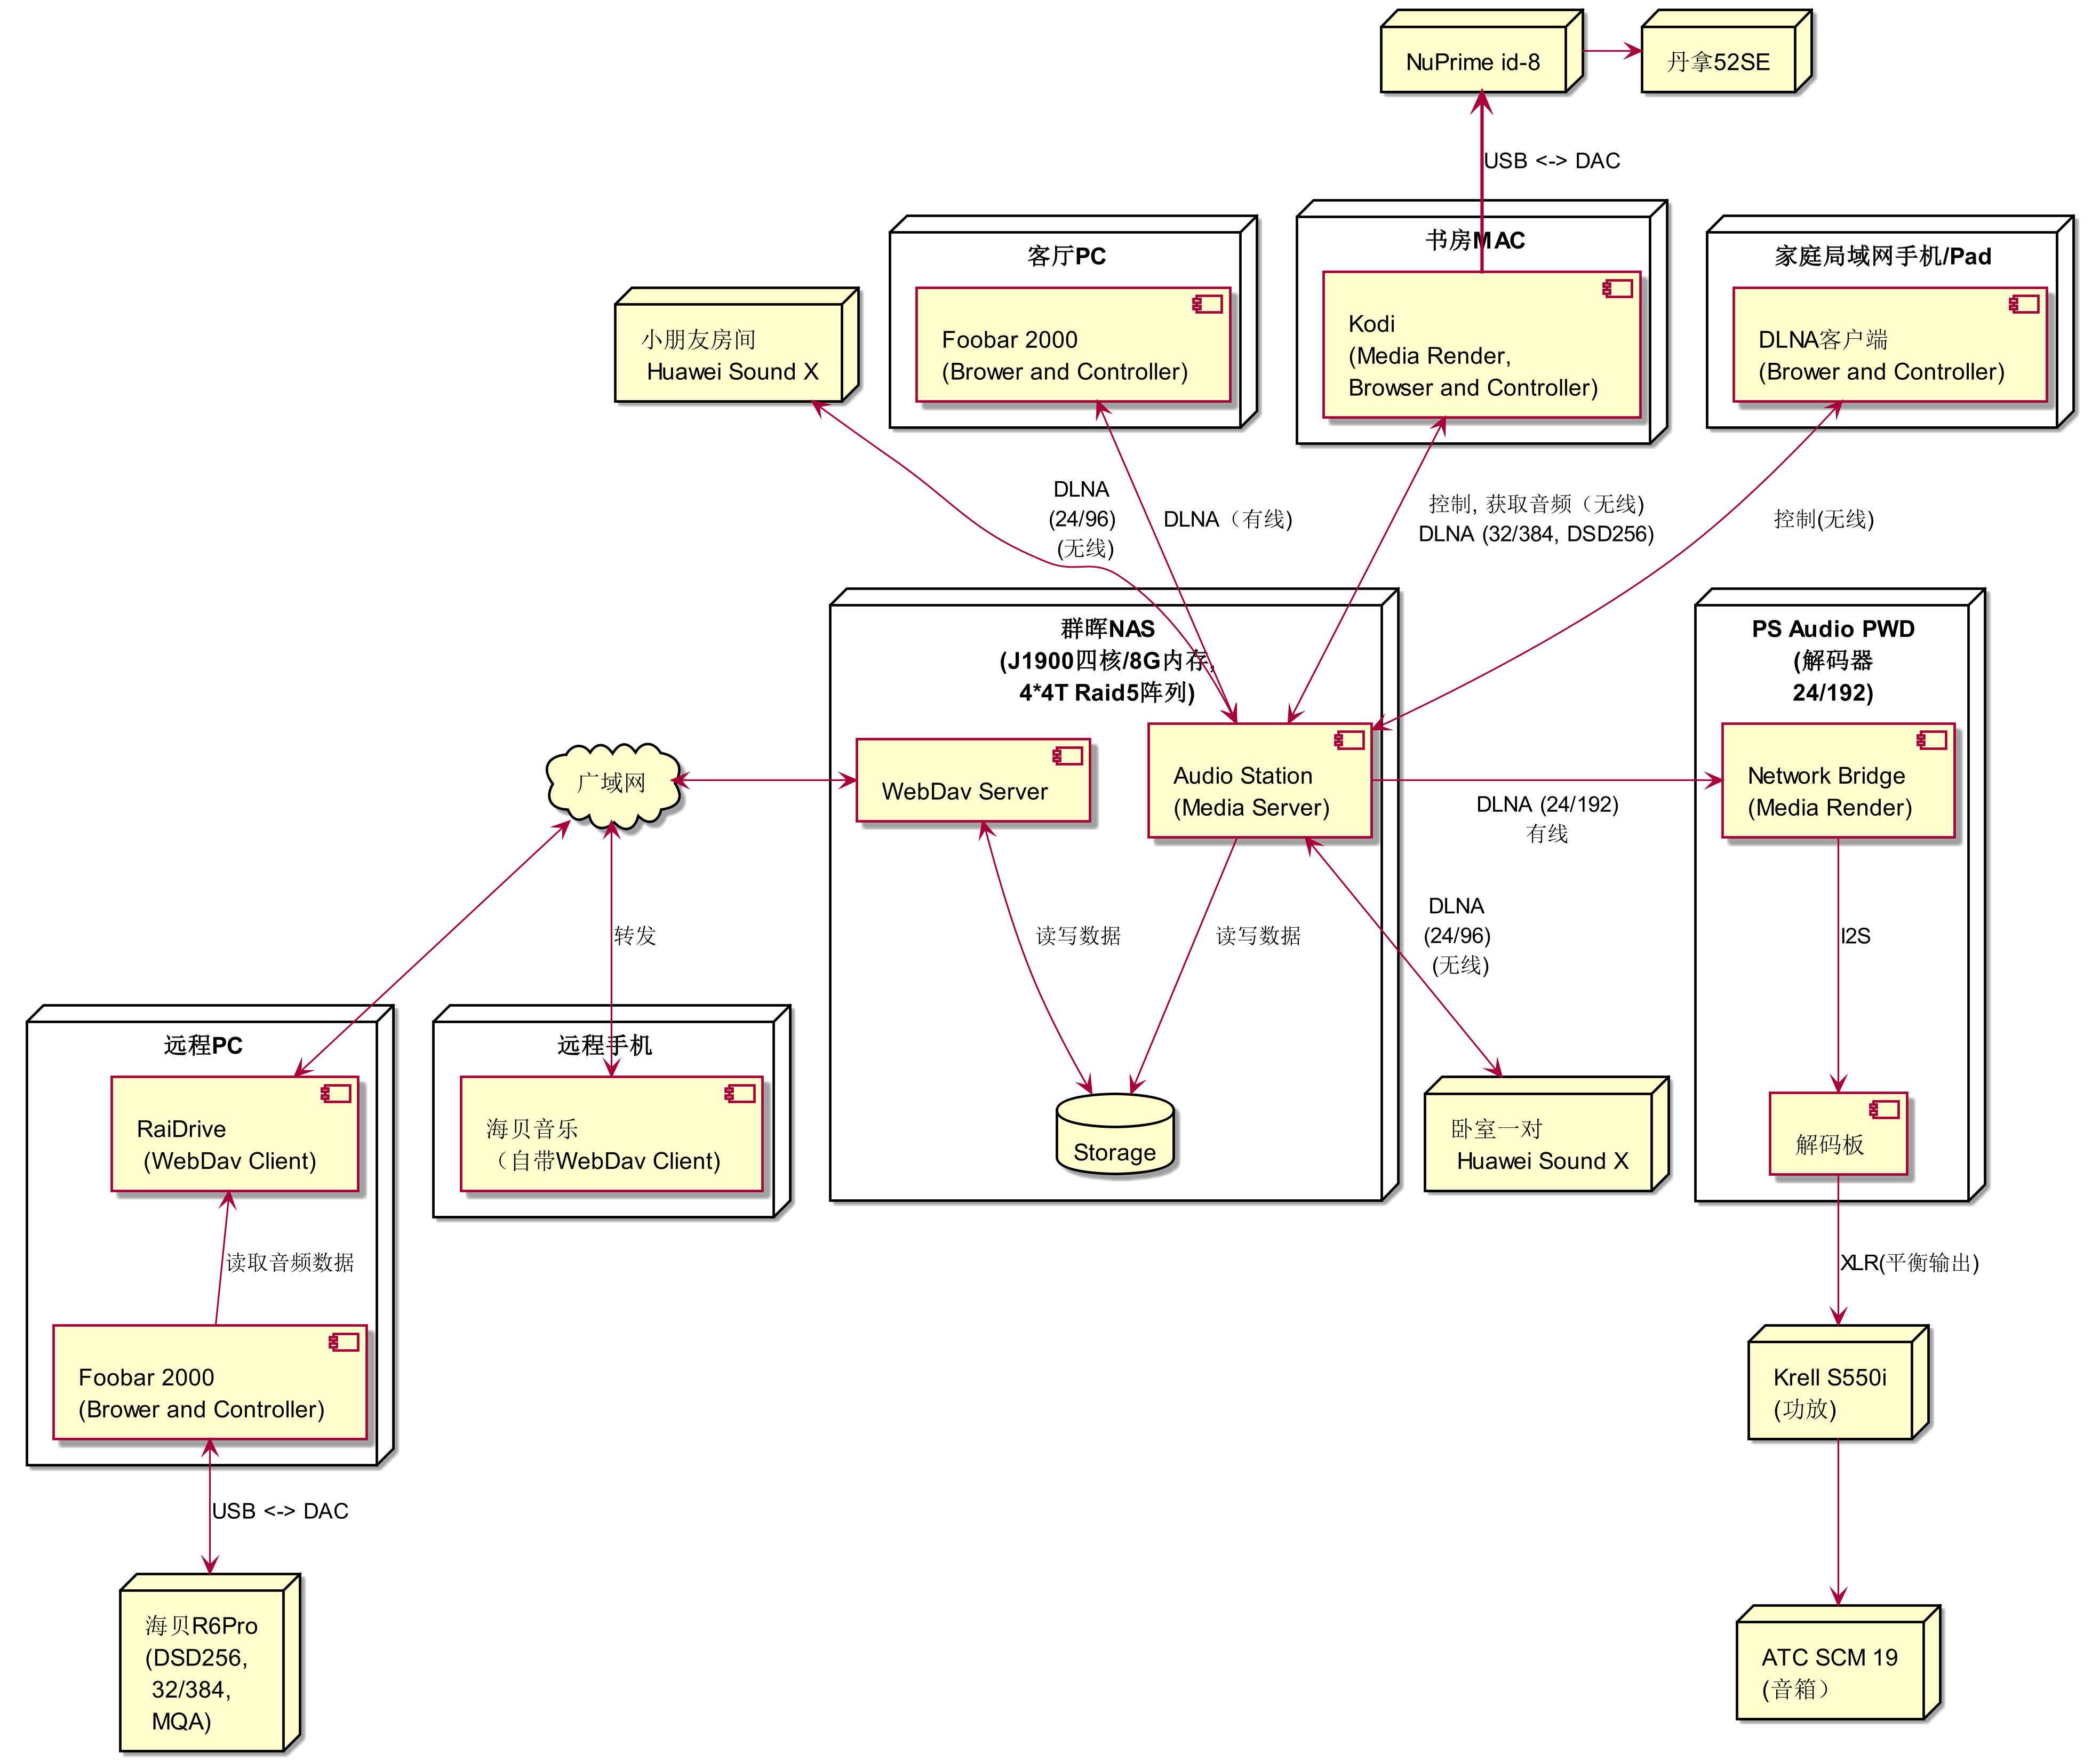 NuPrime id-8
丹拿52SE
USB <-> DAC
客厅PC
Foobar 2000
(Brower and Controller)
书房MAC
Kodi
(Media Render,
Browser and Controller)
家庭局域网手机/Pad
DLNA客户端
(Brower and Controller)
小朋友房间
Huawei Sound X
DLNA
(24/96)
(无线)
DLNA（有线)
控制, 获取音频（无线)
DLNA (32/384, DSD256)
控制(无线)
群晖NAS
(J1900四核/8G内存,
4*4T Raid5阵列)
WebDav Server
Audio Station
(Media Server)
PS Audio PWD
(解码器
24/192)
Network Bridge
(Media Render)
广域网
DLNA (24/192)
有线
转发
读写数据
读写数据
DLNA
(24/96)
(无线)
I2S
远程PC
RaiDrive
(WebDav Client)
远程手机
海贝音乐
（自带WebDav Client)
Storage
卧室一对
Huawei Sound X
解码板
读取音频数据
XLR(平衡输出)
Foobar 2000
(Brower and Controller)
Krell S550i
(功放)
USB <-> DAC
海贝R6Pro
(DSD256,
32/384,
MQA)
ATC SCM 19
(音箱）